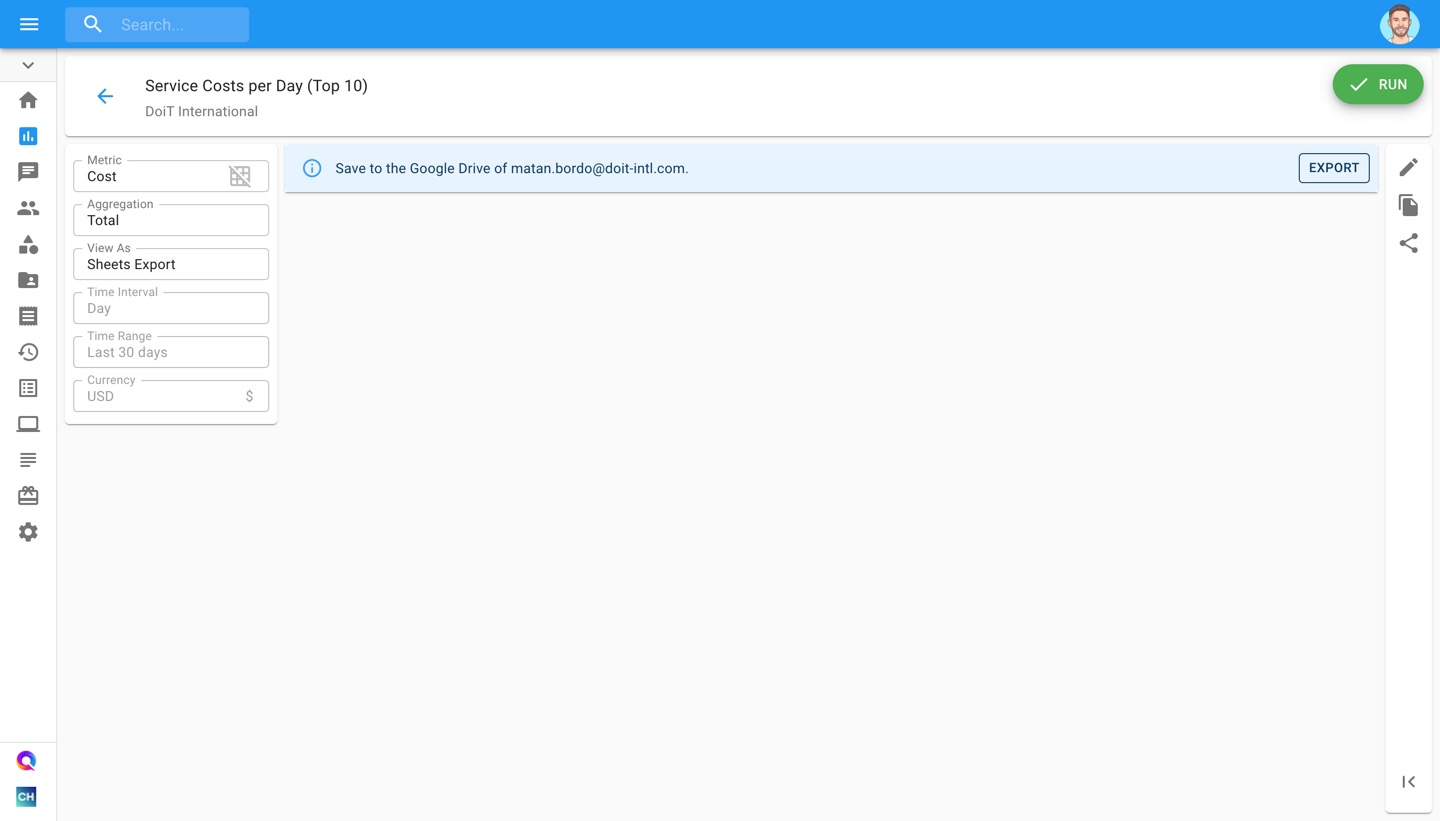 Search...
Service Costs per Day (Top 10)
DoiT International
RUN
Metric
Cost
Aggregation
Total
View As
Sheets Export
Time Interval
Day
Time Range
Last 30 days
Currency
USD $
Save to the Google Drive of matan.bordo@doit-intl.com.
EXPORT
CH